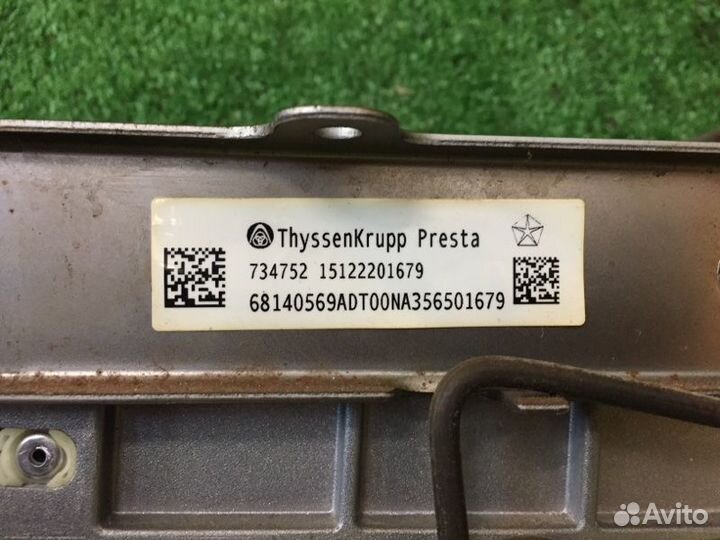 ThyssenKrupp Presta
734752 15122201679
68140569ADT00NA356501679
Avito